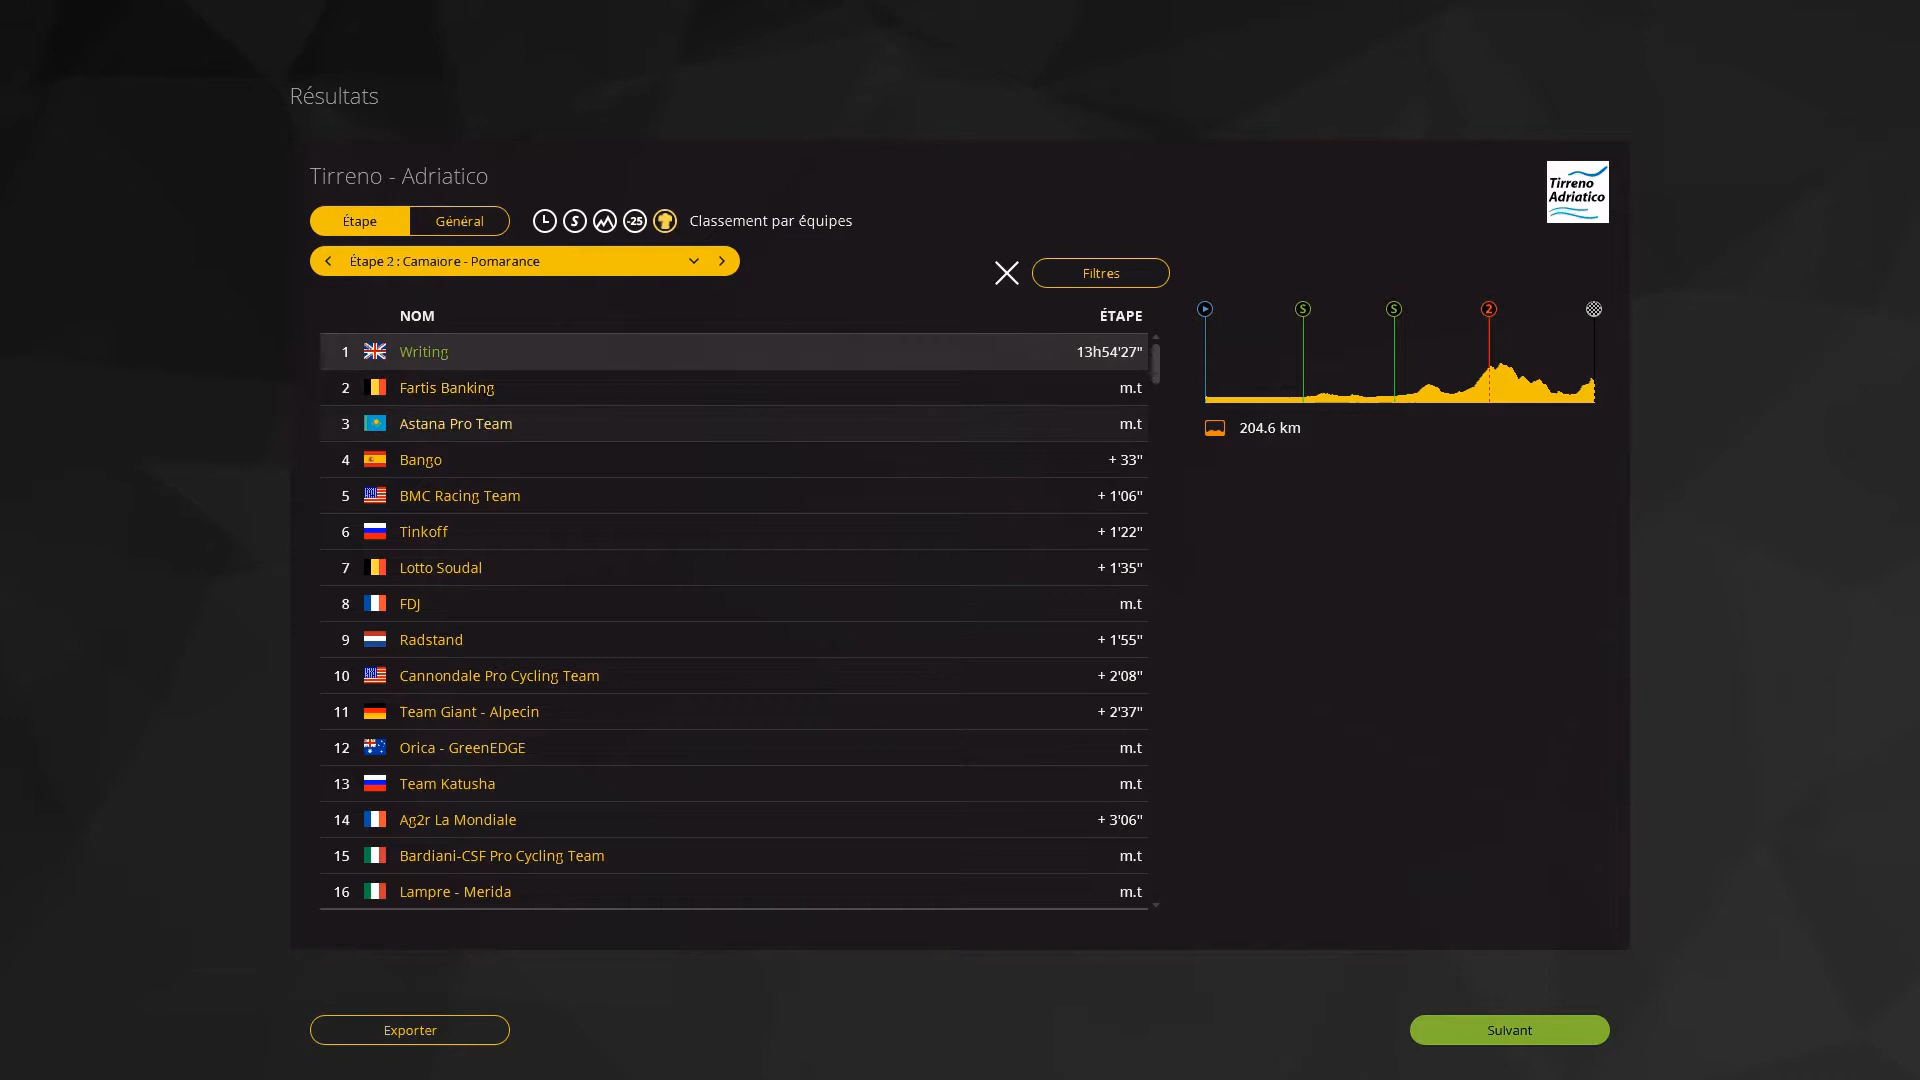 Résultats
Tirreno - Adriatico
Tirreno
Adriatico
Étape Général S -25 Classement par équipes
Étape 2 : Camaiore - Pomarance
Filtres
S S 2
NOM ÉTAPE
1 Writing 13h54'27''
2 Fartis Banking m.t
3 Astana Pro Team m.t
4 Bango + 33''
5 BMC Racing Team + 1'06''
6 Tinkoff + 1'22''
7 Lotto Soudal + 1'35''
8 FDJ m.t
9 Radstand + 1'55''
10 Cannondale Pro Cycling Team + 2'08''
11 Team Giant - Alpecin + 2'37''
12 Orica - GreenEDGE m.t
13 Team Katusha m.t
14 Ag2r La Mondiale + 3'06''
15 Bardiani-CSF Pro Cycling Team m.t
16 Lampre - Merida m.t
204.6 km
Exporter
Suivant